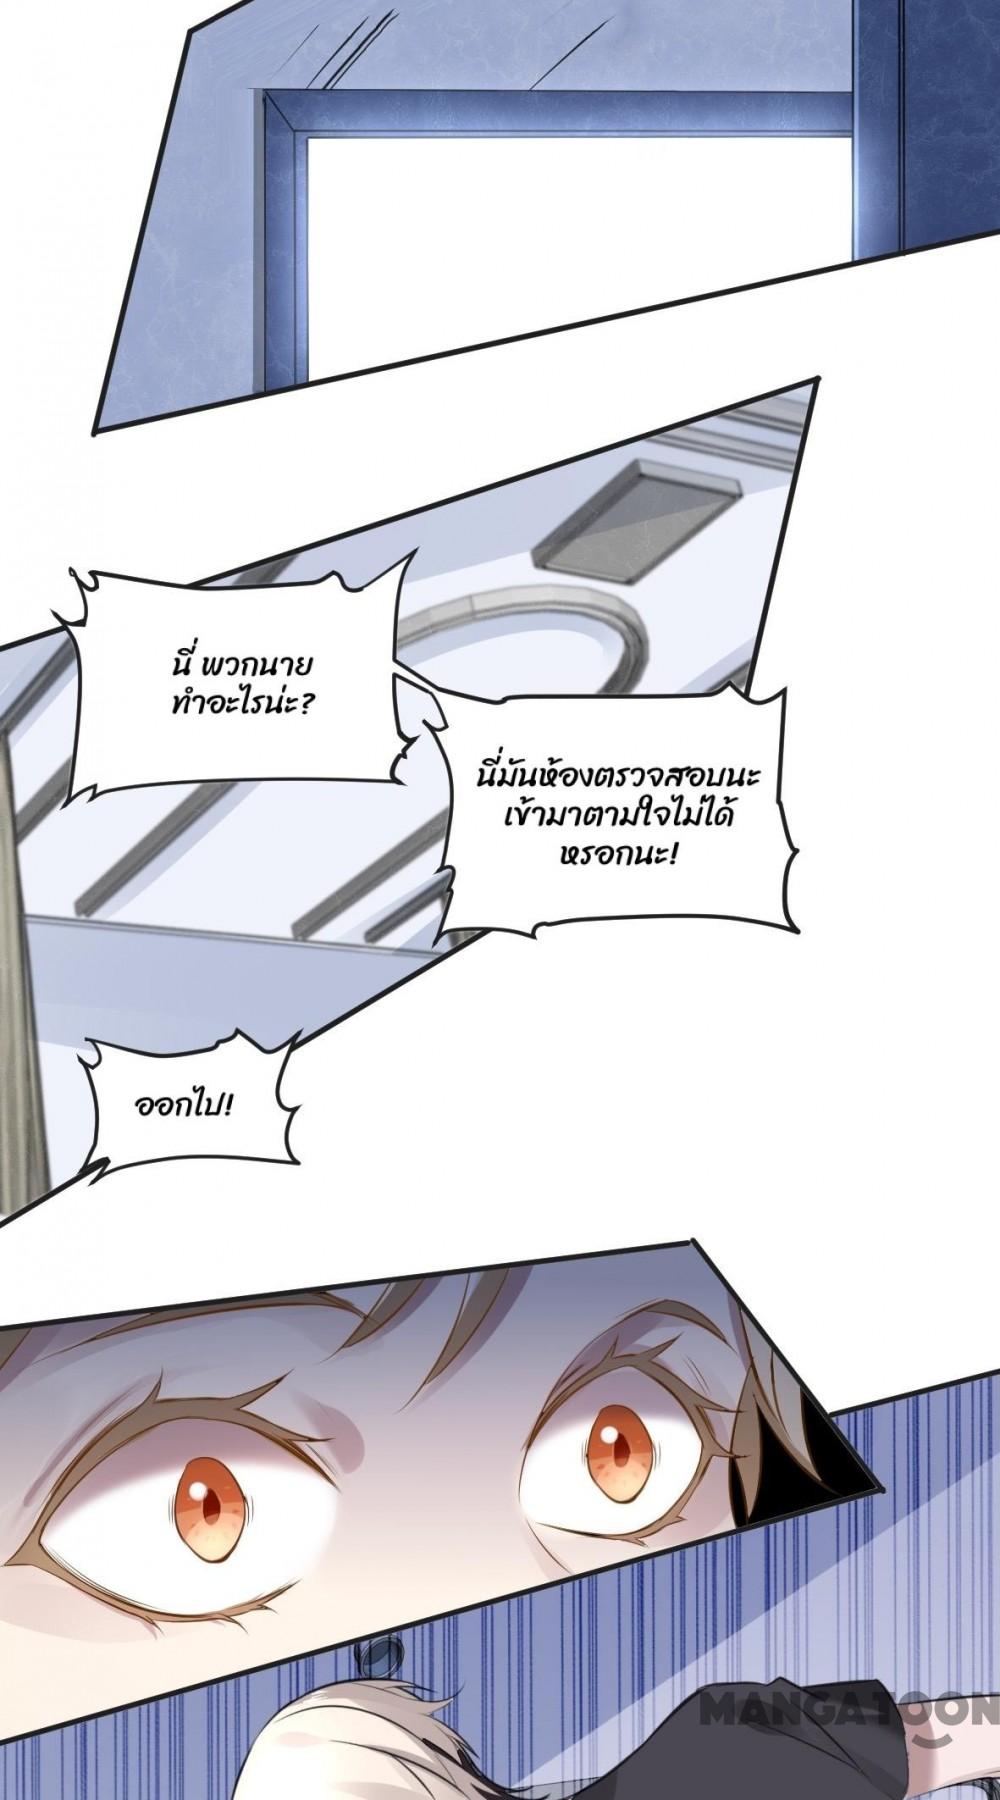 นี่ พวกนาย
ทำอะไรน่ะ?
นี่มันห้องตรวจสอบนะ
เข้ามาตามใจไม่ได้
หรอกนะ!
ออกไป!
MANGATOON